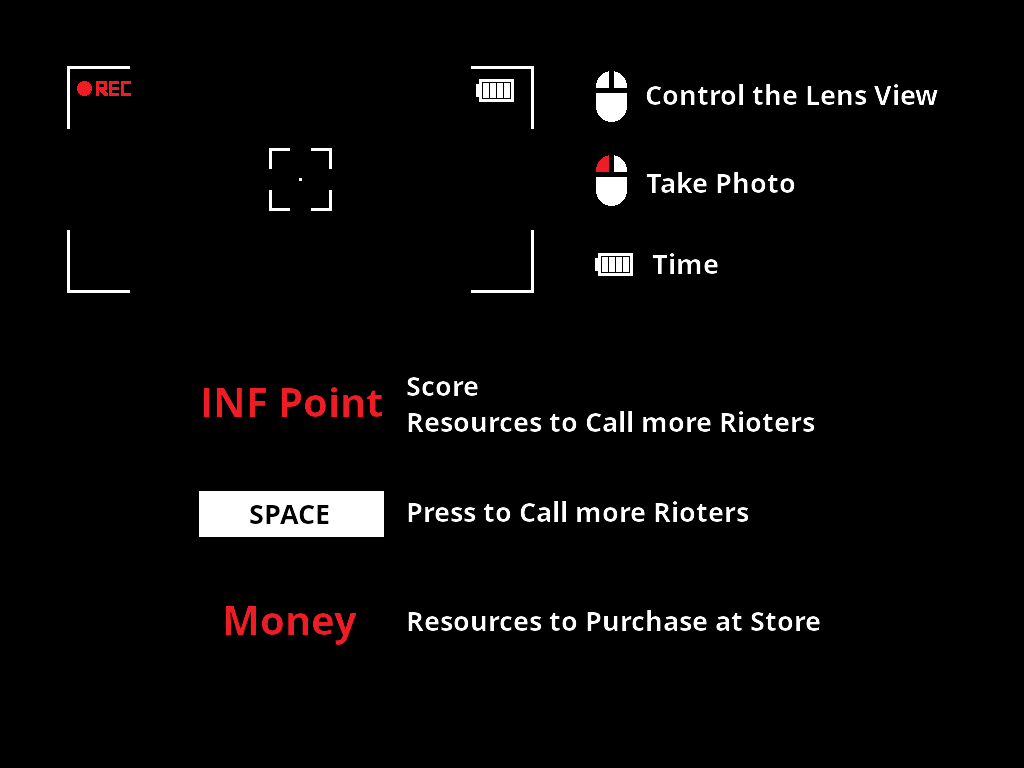 REC
Control the Lens View
Take Photo
Time
INF Point
Score
Resources to Call more Rioters
SPACE
Press to Call more Rioters
Money
Resources to Purchase at Store